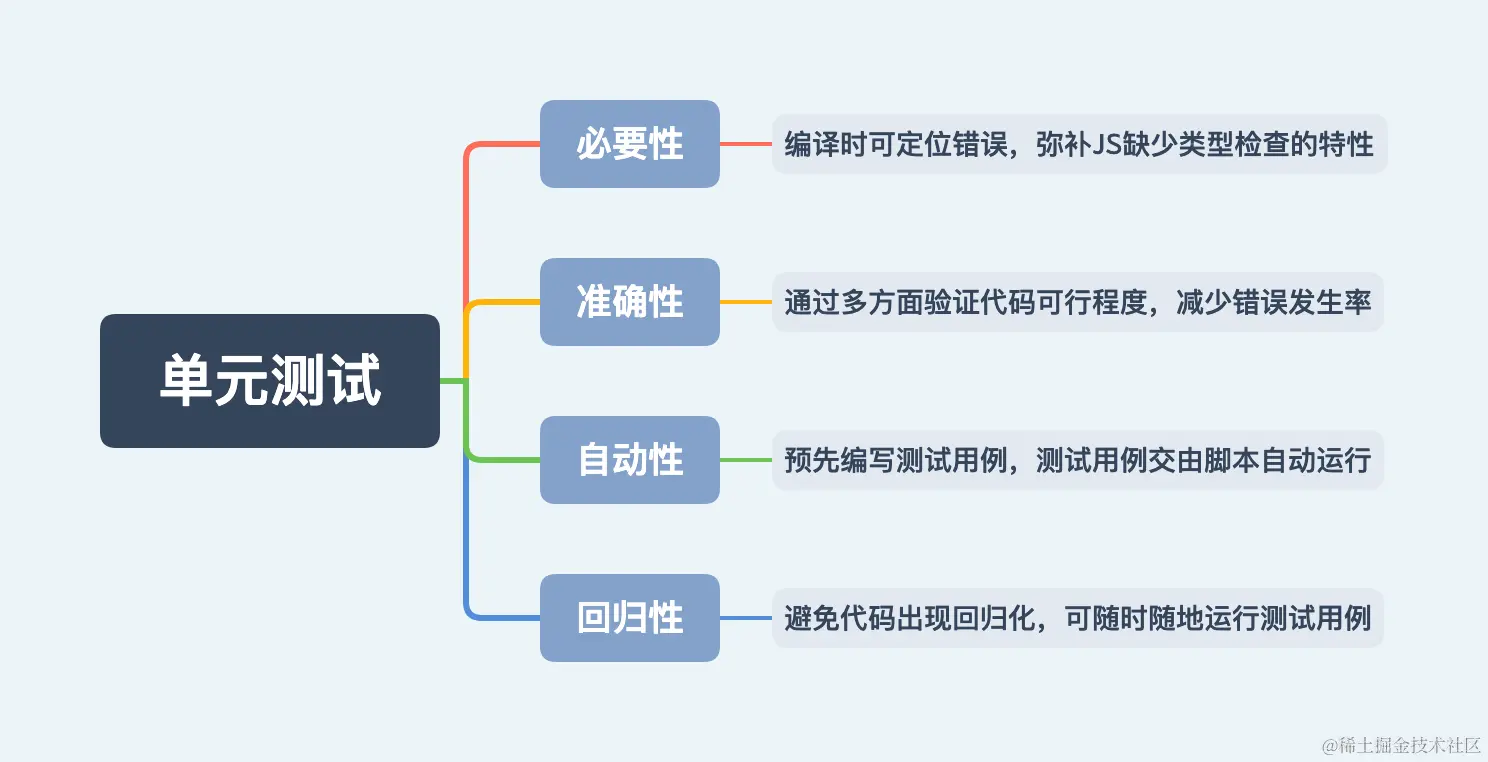 单元测试
必要性
编译时可定位错误，弥补JS缺少类型检查的特性
准确性
通过多方面验证代码可行程度，减少错误发生率
自动性
预先编写测试用例，测试用例交由脚本自动运行
回归性
避免代码出现回归化，可随时随地运行测试用例
@稀土掘金技术社区